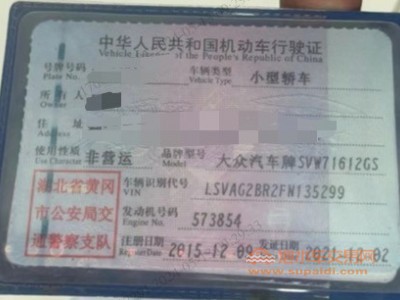 中华人民共和国机动车行驶证
Vehicle License of the People's Republic of China
号牌号码 车辆类型 小型轿车
Plate No. Vehicle Type
所有人
Owner
住址
Address
使用性质 非营运 品牌型号 大众汽车牌SVW71612GS
Use Character Model
湖北省黄冈市公安局交通警察支队
车辆识别代号 LSVAG2BR2FN135299
VIN
发动机号码 573854
Engine No.
注册日期 2015-12-09 发证日期 2021-12-02
Register Date
www.supaldi.com